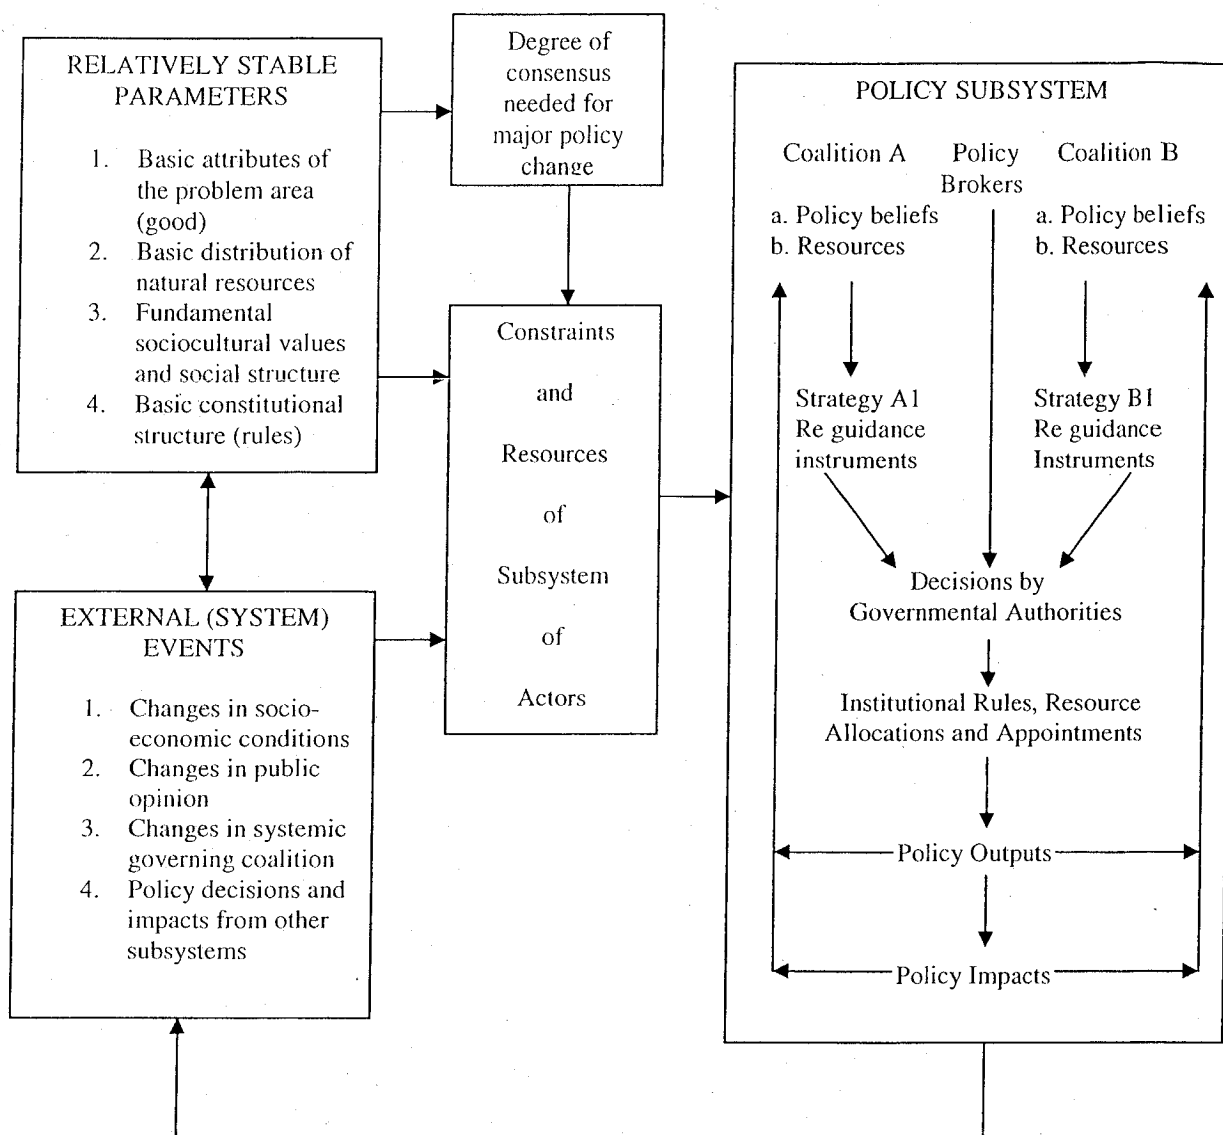 RELATIVELY STABLE
PARAMETERS
1. Basic attributes of
the problem area
(good)
2. Basic distribution of
natural resources
3. Fundamental
sociocultural values
and social structure
4. Basic constitutional
structure (rules)
Degree of
consensus
needed for
major policy
change
EXTERNAL (SYSTEM)
EVENTS
1. Changes in socio-
economic conditions
2. Changes in public
opinion
3. Changes in systemic
governing coalition
4. Policy decisions and
impacts from other
subsystems
Constraints
and
Resources
of
Subsystem
of
Actors
POLICY SUBSYSTEM
Coalition A
a. Policy beliefs
b. Resources
Policy
Brokers
Coalition B
a. Policy beliefs
b. Resources
Strategy A1
Re guidance
instruments
Strategy B1
Re guidance
Instruments
Decisions by
Governmental Authorities
Institutional Rules, Resource
Allocations and Appointments
Policy Outputs
Policy Impacts